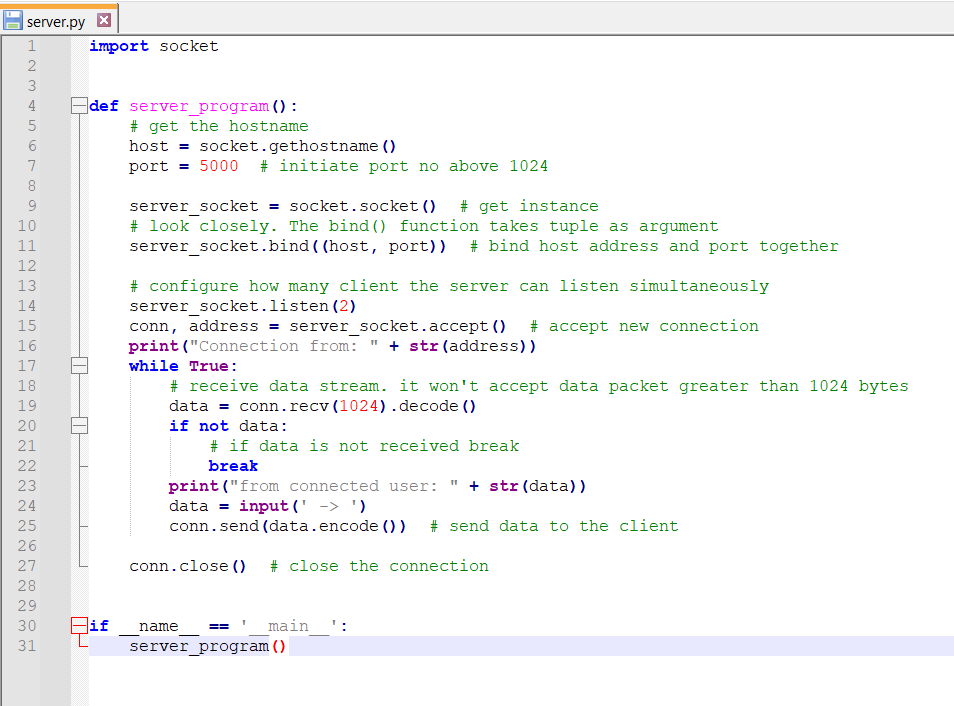 server.py
1 import socket
2
3
4 def server_program():
5     # get the hostname
6     host = socket.gethostname()
7     port = 5000  # initiate port no above 1024
8
9     server_socket = socket.socket()  # get instance
10     # look closely. The bind() function takes tuple as argument
11     server_socket.bind((host, port))  # bind host address and port together
12
13     # configure how many client the server can listen simultaneously
14     server_socket.listen(2)
15     conn, address = server_socket.accept()  # accept new connection
16     print("Connection from: " + str(address))
17     while True:
18         # receive data stream. it won't accept data packet greater than 1024 bytes
19         data = conn.recv(1024).decode()
20         if not data:
21             # if data is not received break
22             break
23         print("from connected user: " + str(data))
24         data = input(' -> ')
25         conn.send(data.encode())  # send data to the client
26
27     conn.close()  # close the connection
28
29
30 if __name__ == '__main__':
31     server_program()